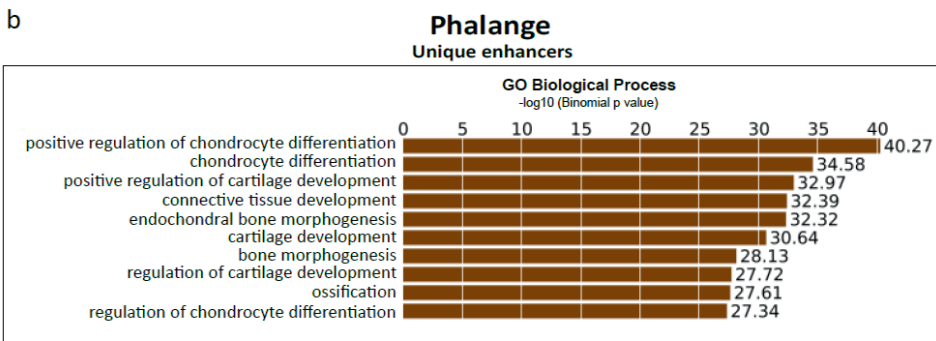 b
Phalange
Unique enhancers
GO Biological Process
-log10 (Binomial p value)
0 5 10 15 20 25 30 35 40
positive regulation of chondrocyte differentiation 40.27
chondrocyte differentiation 34.58
positive regulation of cartilage development 32.97
connective tissue development 32.39
endochondral bone morphogenesis 32.32
cartilage development 30.64
bone morphogenesis 28.13
regulation of cartilage development 27.72
ossification 27.61
regulation of chondrocyte differentiation 27.34